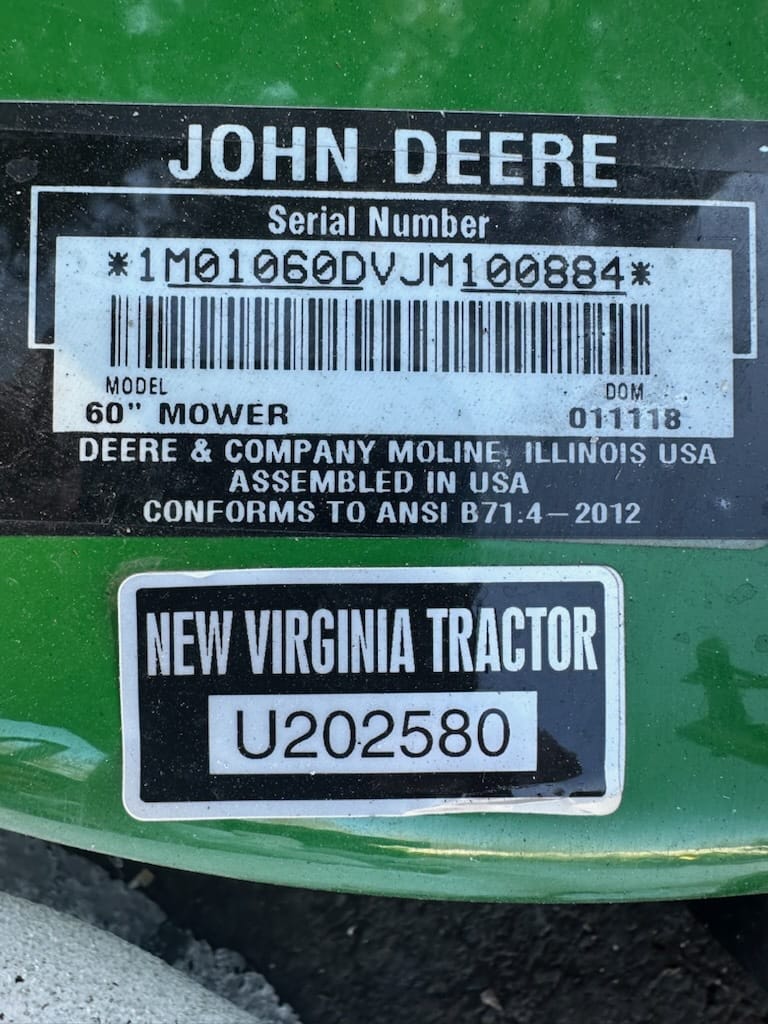 JOHN DEERE
Serial Number
*1M01060DVJM100884*
MODEL
DOM
60" MOWER
011118
DEERE & COMPANY MOLINE, ILLINOIS USA
ASSEMBLED IN USA
CONFORMS TO ANSI B71.4-2012
NEW VIRGINIA TRACTOR
U202580